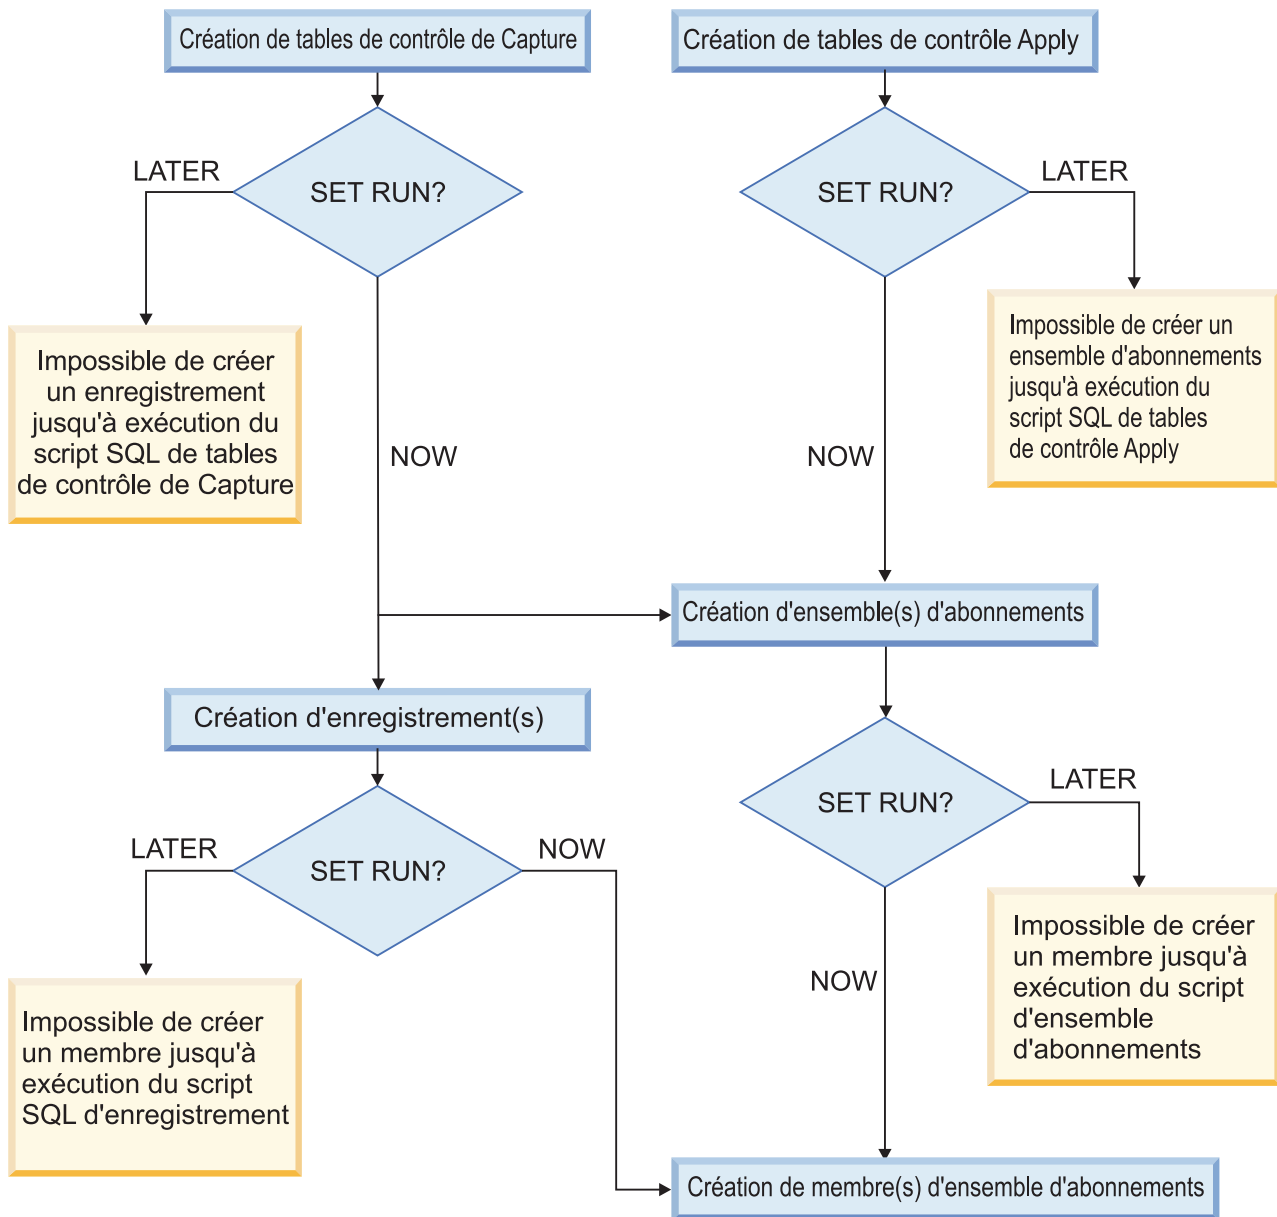 Création de tables de contrôle de Capture
Création de tables de contrôle Apply
LATER
SET RUN?
SET RUN?
LATER
Impossible de créer
un enregistrement
jusqu'à exécution du
script SQL de tables
de contrôle de Capture
NOW
NOW
Impossible de créer un
ensemble d'abonnements
jusqu'à exécution du
script SQL de tables
de contrôle Apply
Création d'ensemble(s) d'abonnements
Création d'enregistrement(s)
SET RUN?
LATER
LATER
SET RUN?
NOW
Impossible de créer
un membre jusqu'à
exécution du script
d'ensemble
d'abonnements
NOW
Impossible de créer
un membre jusqu'à
exécution du script
SQL d'enregistrement
Création de membre(s) d'ensemble d'abonnements